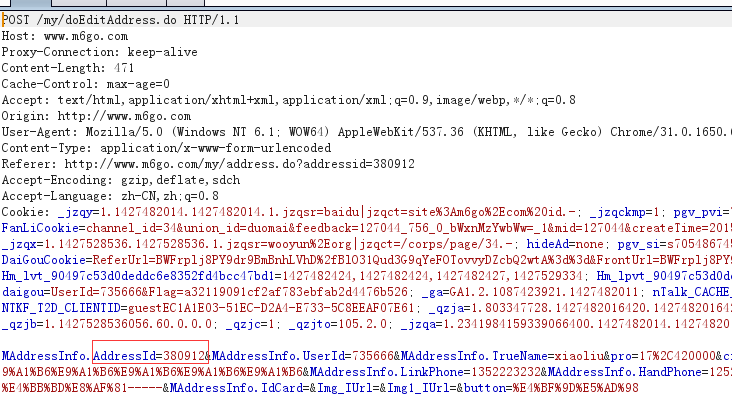 POST /my/doEditAddress.do HTTP/1.1
Host: www.m6go.com
Proxy-Connection: keep-alive
Content-Length: 471
Cache-Control: max-age=0
Accept: text/html,application/xhtml+xml,application/xml;q=0.9,image/webp,*/*;q=0.8
Origin: http://www.m6go.com
User-Agent: Mozilla/5.0 (Windows NT 6.1; WOW64) AppleWebKit/537.36 (KHTML, like Gecko) Chrome/31.0.1650.6
Content-Type: application/x-www-form-urlencoded
Referer: http://www.m6go.com/my/address.do?addressid=380912
Accept-Encoding: gzip,deflate,sdch
Accept-Language: zh-CN,zh;q=0.8
Cookie: _jzqy=1.1427482014.1427482014.1.jzqsr=baidu|jzqct=site%3Am6go%2Ecom%20id.-; _jzqckmp=1; pgv_pvi=7
FanLiCookie=channel_id=34&union_id=duomai&feedback=127044_756_0_bWxnMzYwbWw=_1&mid=127044&createTime=2015
_jzqx=1.1427528536.1427528536.1.jzqsr=wooyun%2Eorg|jzqct=/corps/page/34.-; hideAd=none; pgv_si=s705486745
DaiGouCookie=ReferUrl=BWFrplj8PY9dr9BmBnhLVhD%2fBlO31Qud3G9qYeFOTovvyDZcbQ2wtA%3d%3d&FrontUrl=BWFrplj8PY9
Hm_lpvt_90497c53d0deddc6e8352fd4bcc47bd1=1427482424,1427482424,1427482427,1427529334; Hm_lpvt_90497c53d0d
daigou=UserId=735666&Flag=a32119091cf2af783ebfab2d4476b526; _ga=GA1.2.1087423921.1427482011; nTalk_CACHE_
NTKF_T2D_CLIENTID=guestEC1A1E03-51EC-D2A4-E733-5C8EEAF07E61; _qzja=1.803347728.1427482016420.142748201642
_qzjb=1.1427528536056.60.0.0.0; _qzjc=1; _qzjto=105.2.0; _jzqa=1.2341984159339066400.1427482014.14274820
MAddressInfo.AddressId=380912&MAddressInfo.UserId=735666&MAddressInfo.TrueName=xiaoliu&pro=17%2C420000&ci
9%A1%B6%E9%A1%B6%E9%A1%B6%E9%A1%B6%E9%A1%B6&MAddressInfo.LinkPhone=1352223232&MAddressInfo.HandPhone=1252
%E4%BB%BD%E8%AF%81-----&MAddressInfo.IdCard=&Img_IUrl=&Img1_IUrl=&button=%E4%BF%9D%E5%AD%98